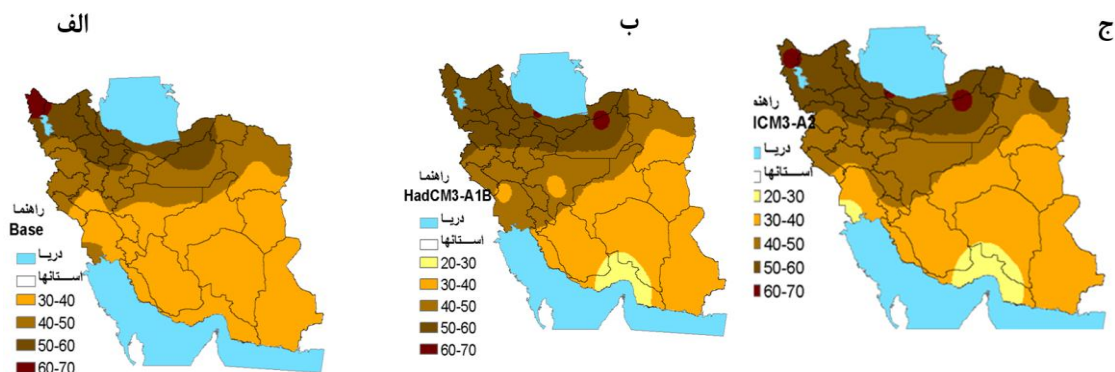 الف
راهنما
Base
دریا
استانها
30-40
40-50
50-60
60-70
ب
راهنما
HadCM3-A1B
دریا
استانها
20-30
30-40
40-50
50-60
60-70
ج
راهنم
ICM3-A2
دریا
استانها
20-30
30-40
40-50
50-60
60-70